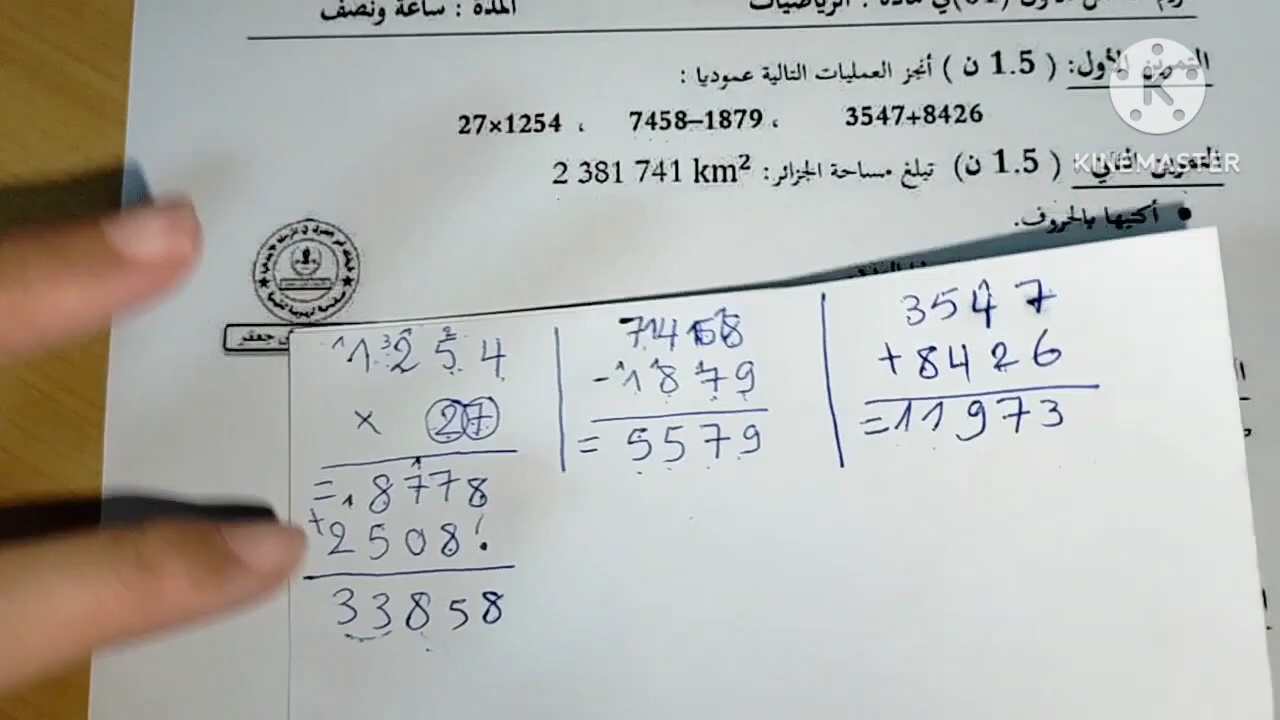 المدة : ساعة ونصف
التمرين الأول: ( 1.5 ن ) أنجز العمليات التالية عموديا :
3547+8426 ، 7458–1879 ، 27×1254
التمرين الثاني ( 1.5 ن) تبلغ مساحة الجزائر: 2 381 741 km²
• أكتبها بالحروف.
KINEMASTER
3547
+8426
=11973
7458
-1879
=5579
1254
× 27
=8778
+2508.
33858